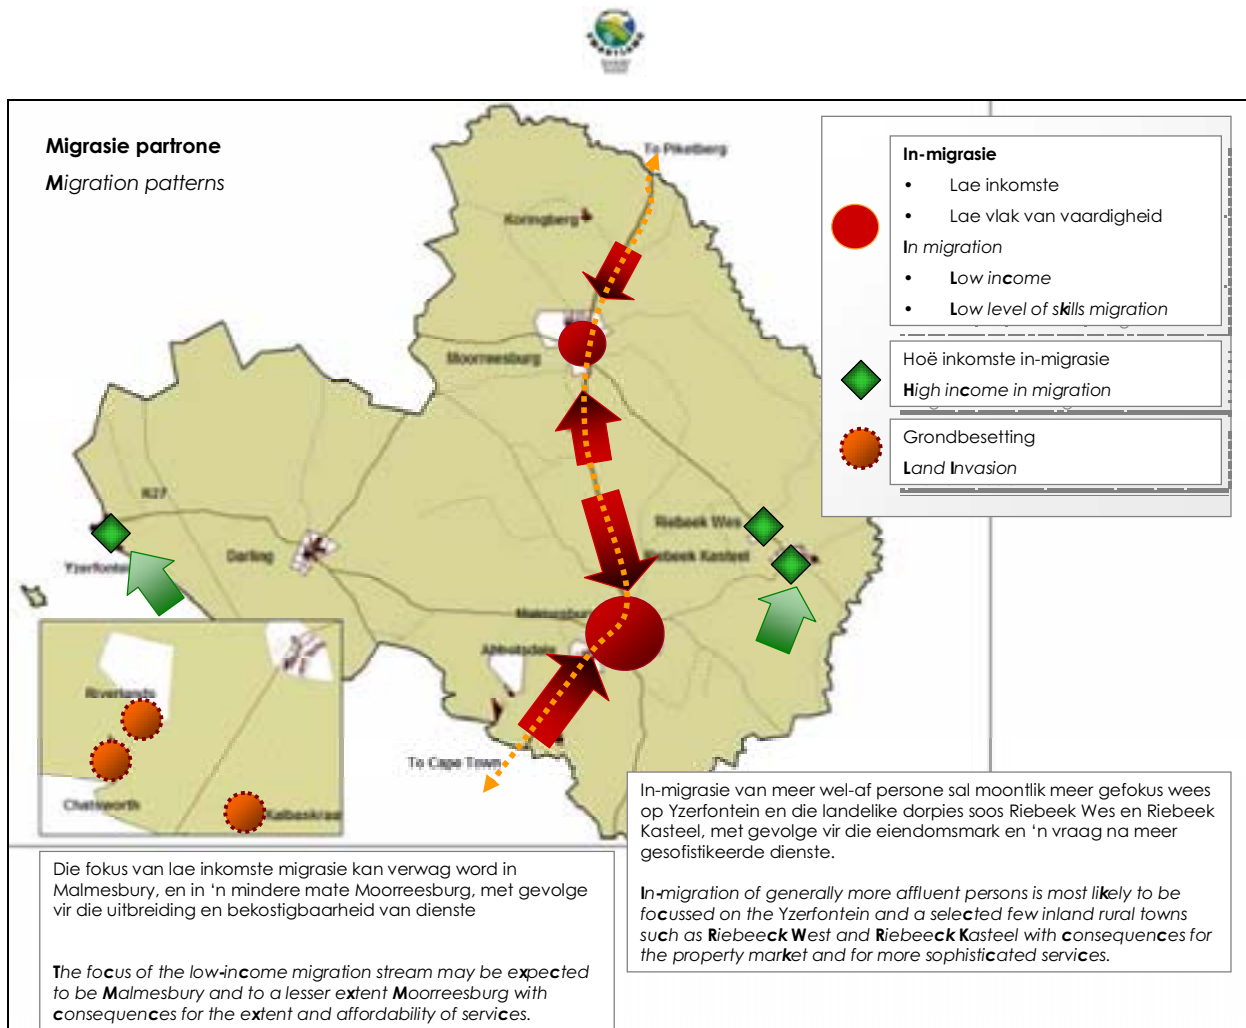 Migrasie partrone
Migration patterns
To Piketberg
Koringberg
Moorreesburg
R27
Yzerfontein
Darling
Riebeek Wes
Riebeek Kasteel
Malmesbury
Abbotsdale
To Cape Town
Riverlands
Chatsworth
Kalbaskraal
In-migrasie
• Lae inkomste
• Lae vlak van vaardigheid
In migration
• Low income
• Low level of skills migration
Hoë inkomste in-migrasie
High income in migration
Grondbesetting
Land Invasion
Die fokus van lae inkomste migrasie kan verwag word in
Malmesbury, en in ‘n mindere mate Moorreesburg, met gevolge
vir die uitbreiding en bekostigbaarheid van dienste
The focus of the low-income migration stream may be expected
to be Malmesbury and to a lesser extent Moorreesburg with
consequences for the extent and affordability of services.
In-migrasie van meer wel-af persone sal moontlik meer gefokus wees
op Yzerfontein en die landelike dorpies soos Riebeek Wes en Riebeek
Kasteel, met gevolge vir die eiendomsmark en ‘n vraag na meer
gesofistikeerde dienste.
In-migration of generally more affluent persons is most likely to be
focussed on the Yzerfontein and a selected few inland rural towns
such as Riebeeck West and Riebeeck Kasteel with consequences for
the property market and for more sophisticated services.